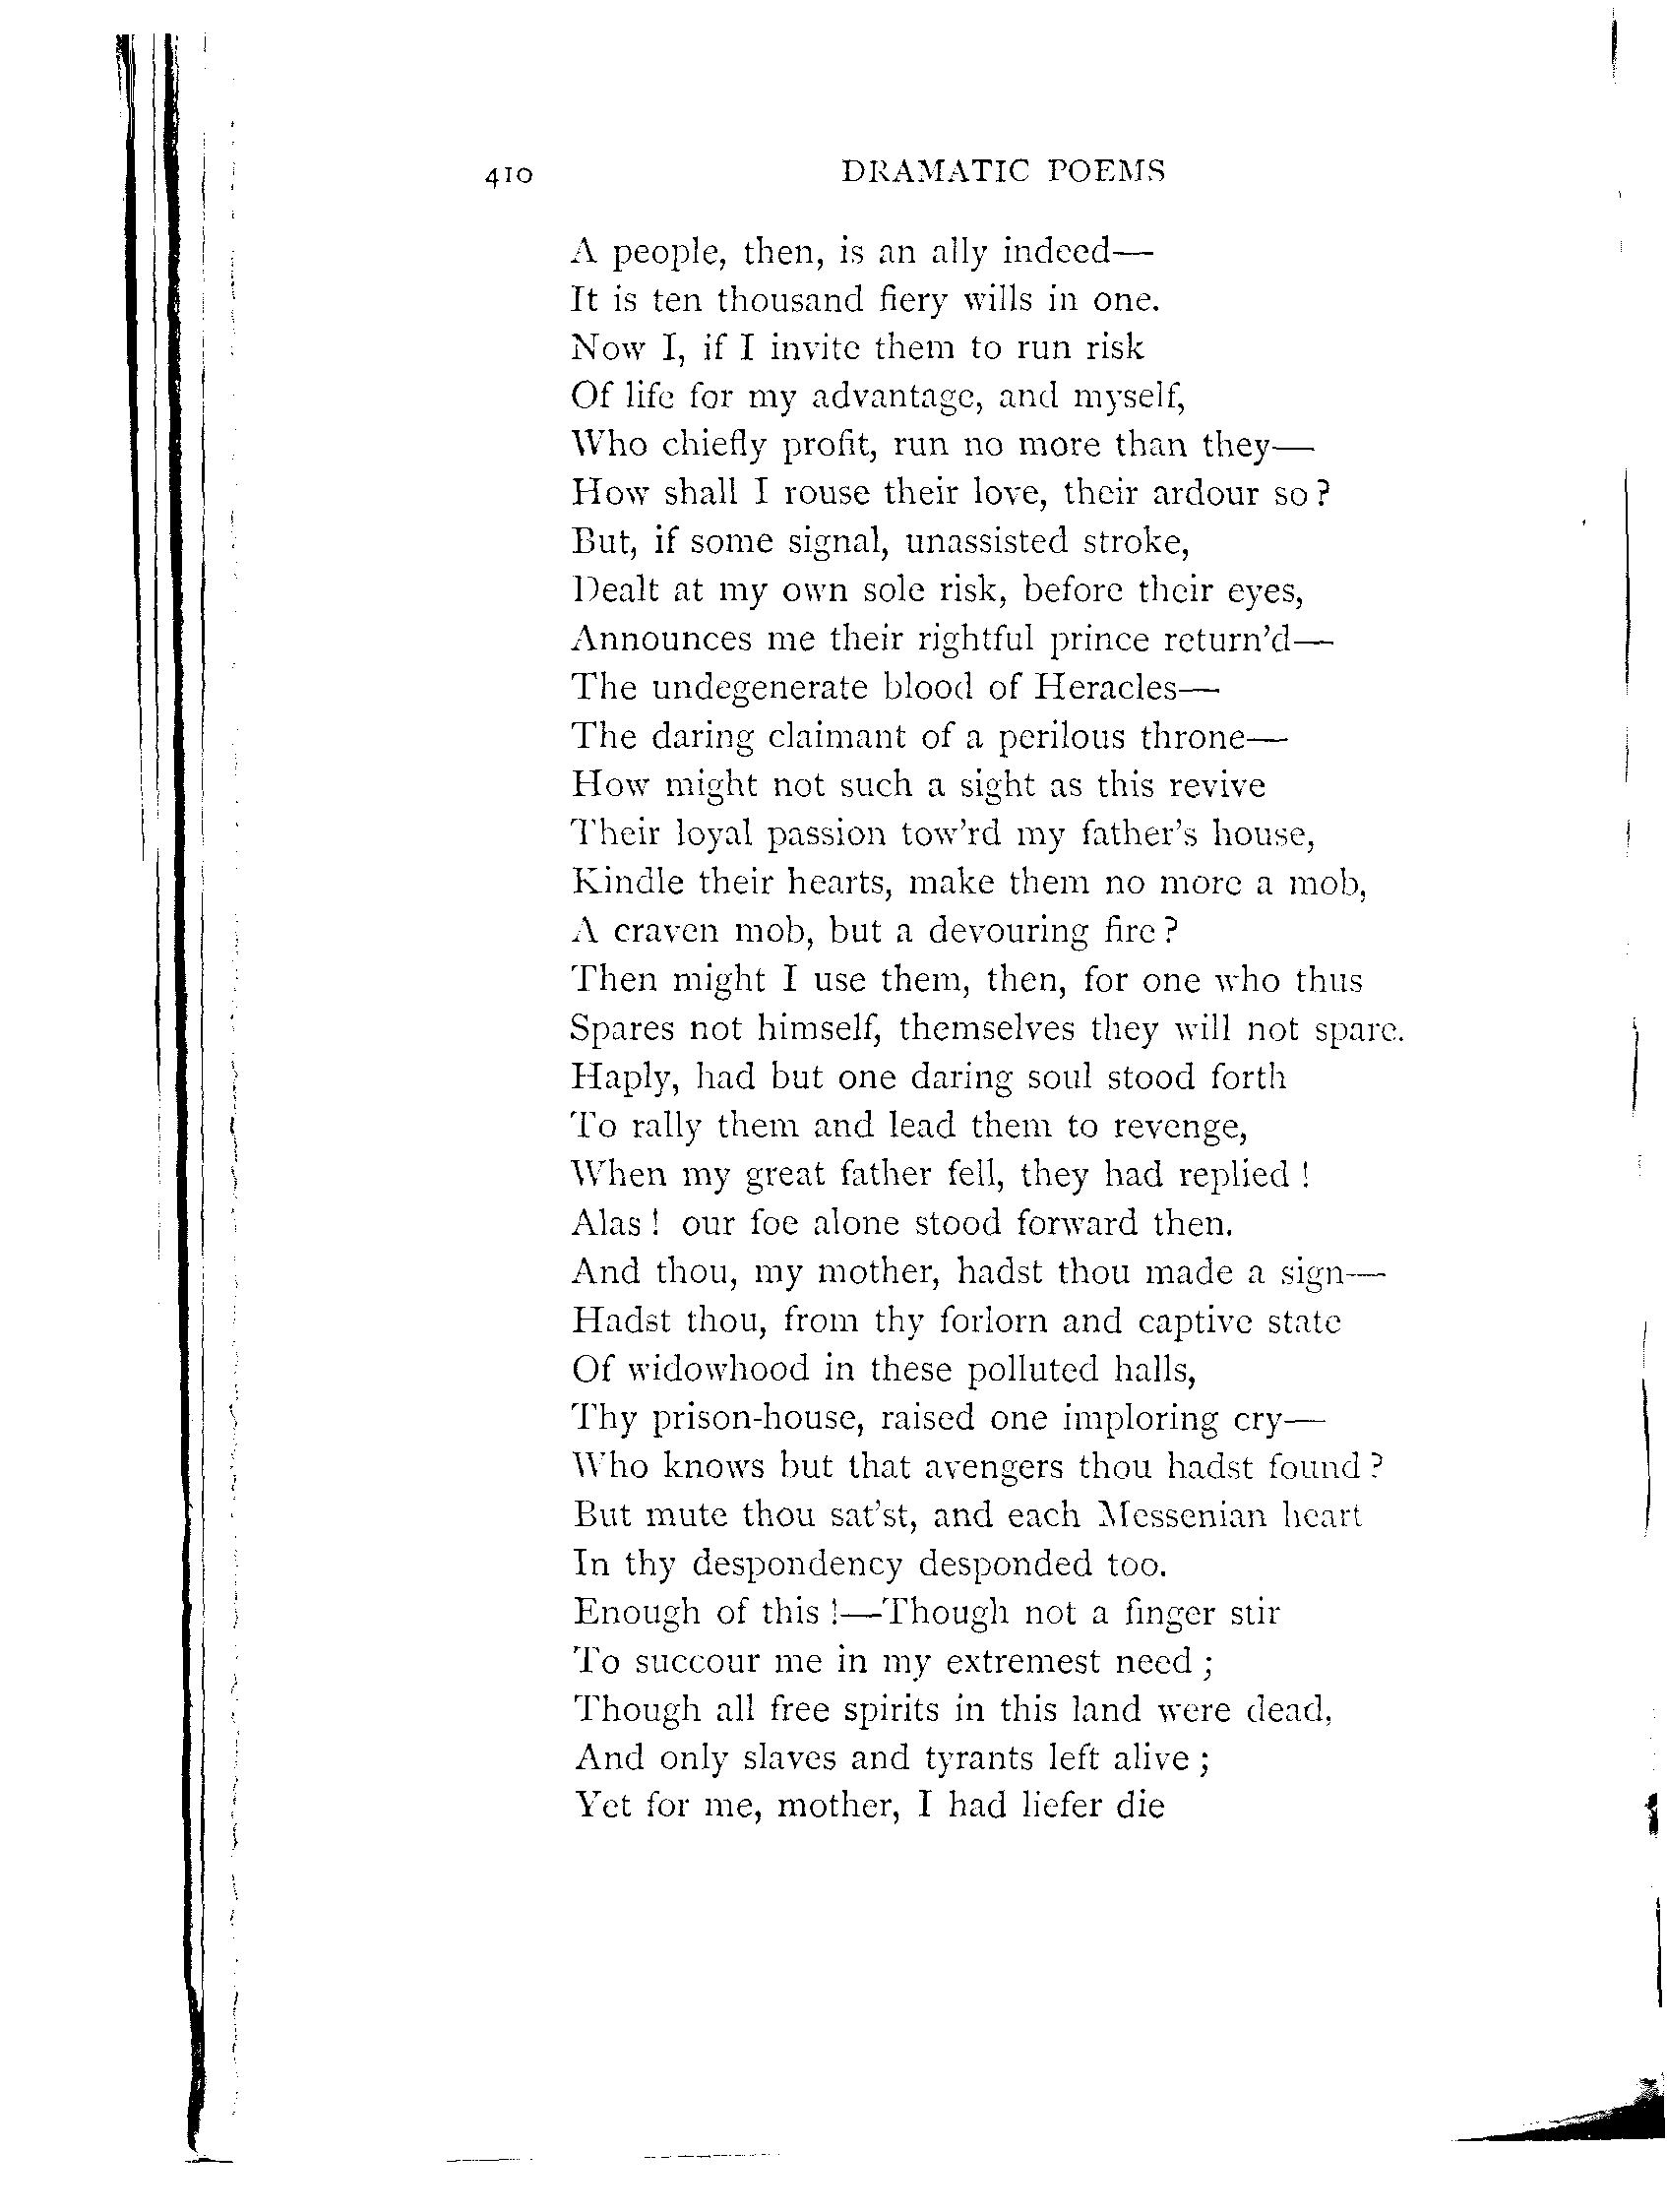 410 DRAMATIC POEMS
A people, then, is an ally indeed—
It is ten thousand fiery wills in one.
Now I, if I invite them to run risk
Of life for my advantage, and myself,
Who chiefly profit, run no more than they—
How shall I rouse their love, their ardour so?
But, if some signal, unassisted stroke,
Dealt at my own sole risk, before their eyes,
Announces me their rightful prince return'd—
The undegenerate blood of Heracles—
The daring claimant of a perilous throne—
How might not such a sight as this revive
Their loyal passion tow'rd my father's house,
Kindle their hearts, make them no more a mob,
A craven mob, but a devouring fire?
Then might I use them, then, for one who thus
Spares not himself, themselves they will not spare.
Haply, had but one daring soul stood forth
To rally them and lead them to revenge,
When my great father fell, they had replied!
Alas! our foe alone stood forward then.
And thou, my mother, hadst thou made a sign—
Hadst thou, from thy forlorn and captive state
Of widowhood in these polluted halls,
Thy prison-house, raised one imploring cry—
Who knows but that avengers thou hadst found?
But mute thou sat'st, and each Messenian heart
In thy despondency desponded too.
Enough of this!—Though not a finger stir
To succour me in my extremest need;
Though all free spirits in this land were dead,
And only slaves and tyrants left alive;
Yet for me, mother, I had liefer die